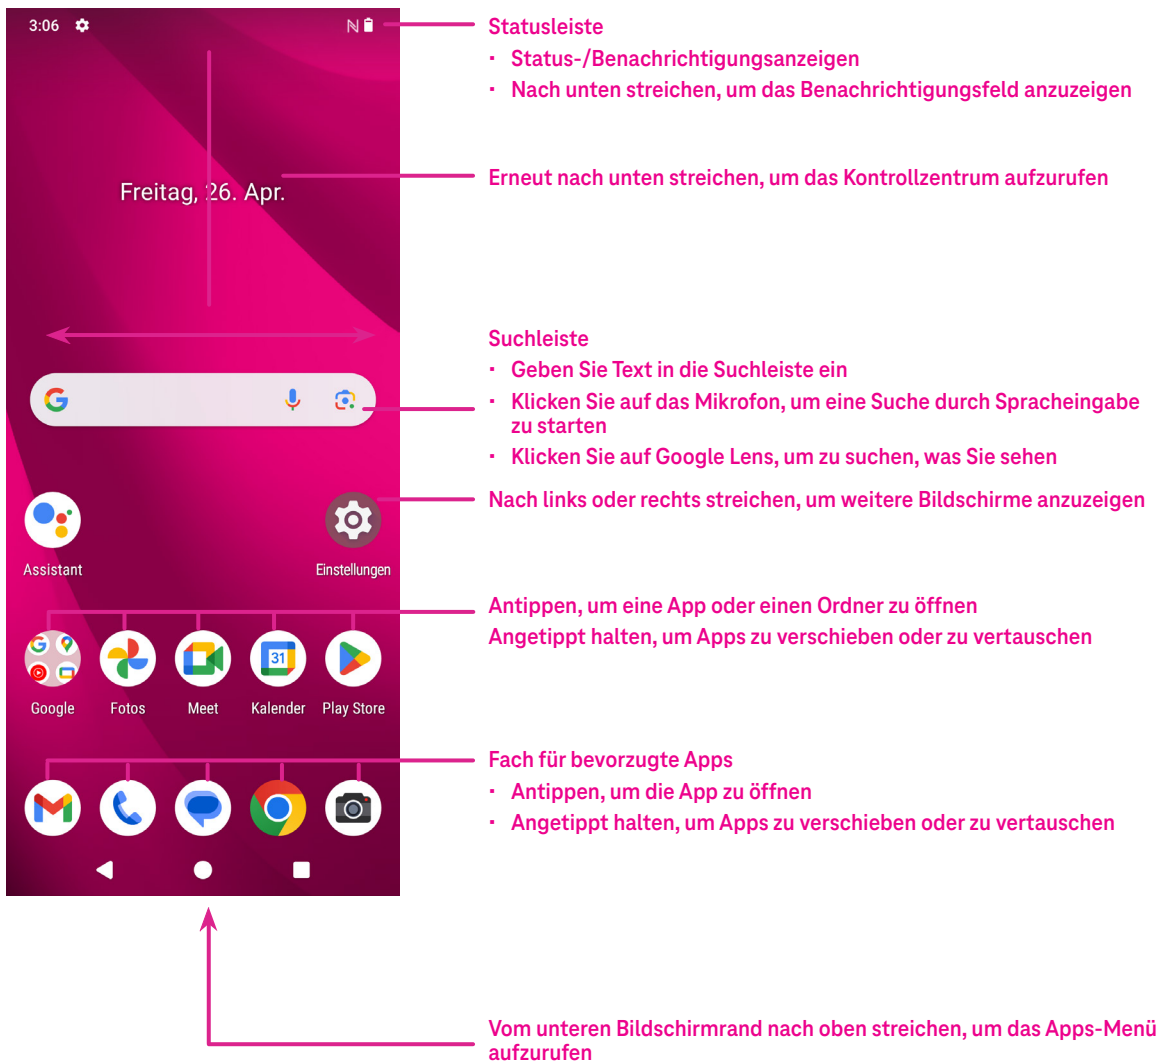 3:06
Statusleiste
· Status-/Benachrichtigungsanzeigen
· Nach unten streichen, um das Benachrichtigungsfeld anzuzeigen
Freitag, 26. Apr.
Erneut nach unten streichen, um das Kontrollzentrum aufzurufen
Suchleiste
· Geben Sie Text in die Suchleiste ein
· Klicken Sie auf das Mikrofon, um eine Suche durch Spracheingabe
zu starten
· Klicken Sie auf Google Lens, um zu suchen, was Sie sehen
Nach links oder rechts streichen, um weitere Bildschirme anzuzeigen
Assistant
Einstellungen
Antippen, um eine App oder einen Ordner zu öffnen
Angetippt halten, um Apps zu verschieben oder zu vertauschen
31
Google Fotos Meet Kalender Play Store
Fach für bevorzugte Apps
· Antippen, um die App zu öffnen
· Angetippt halten, um Apps zu verschieben oder zu vertauschen
Vom unteren Bildschirmrand nach oben streichen, um das Apps-Menü
aufzurufen